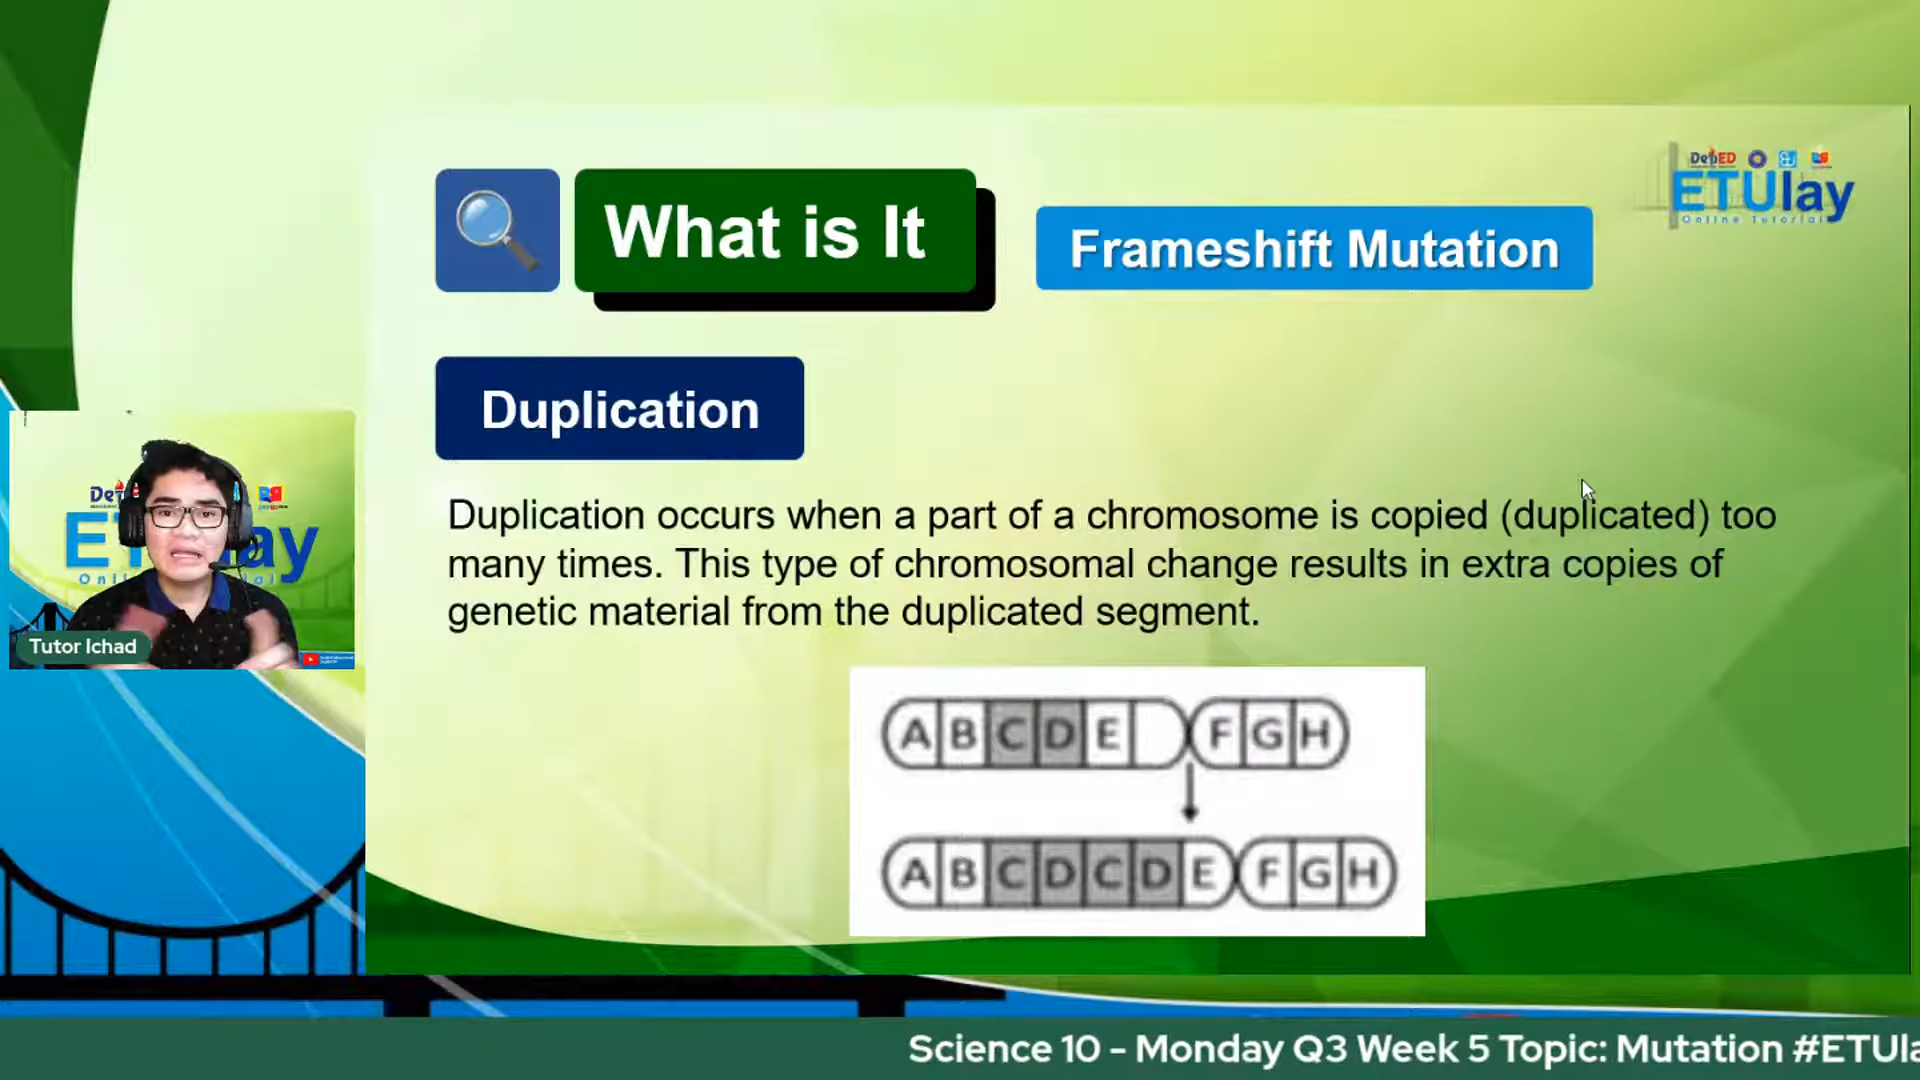 What is It
Frameshift Mutation
DepED
ETUlay
Online Tutorial
Duplication
Duplication occurs when a part of a chromosome is copied (duplicated) too
many times. This type of chromosomal change results in extra copies of
genetic material from the duplicated segment.
A B C D E F G H
A B C D C D E F G H
Tutor Ichad
Science 10 - Monday Q3 Week 5 Topic: Mutation #ETUla